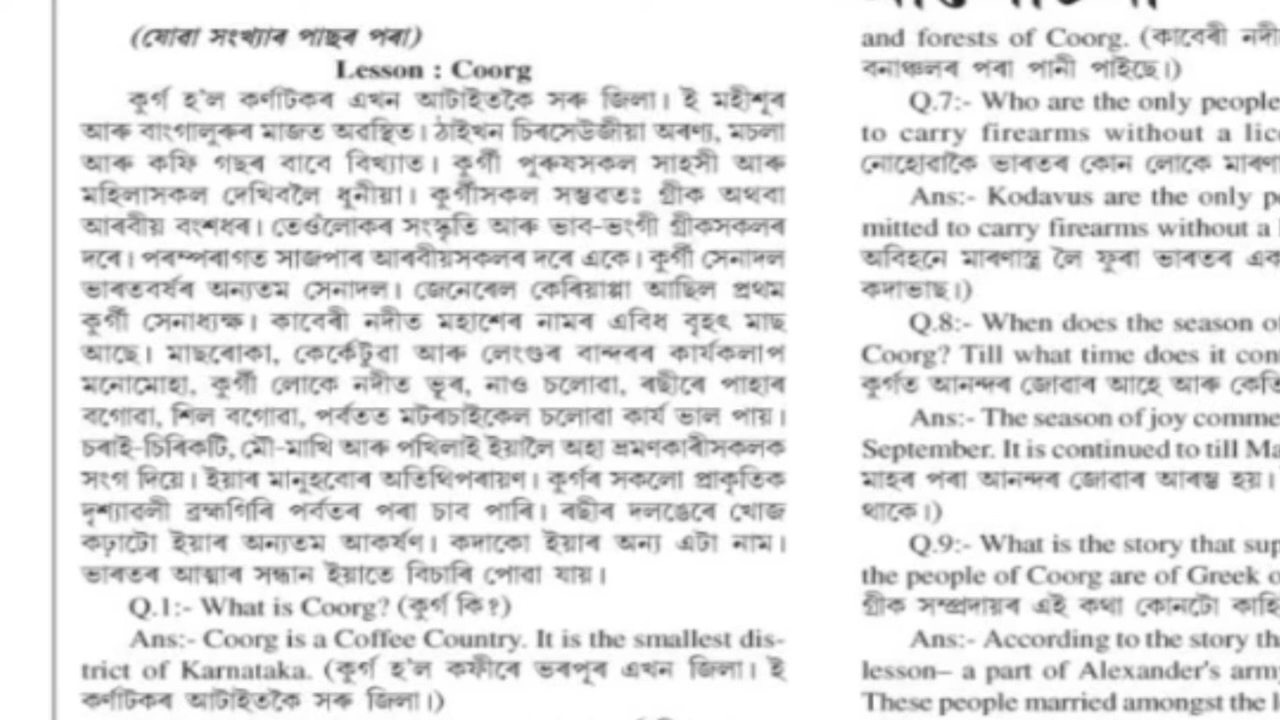 (যোৱা সংখ্যাৰ পাছৰ পৰা)
Lesson : Coorg
কুৰ্গ হ'ল কৰ্ণাটকৰ এখন আটাইতকৈ সৰু জিলা। ই মহীশূৰ
আৰু বাংগালুৰুৰ মাজত অৱস্থিত। ঠাইখন চিৰসেউজীয়া অৰণ্য, মচলা
আৰু কফি গছৰ বাবে বিখ্যাত। কুৰ্গী পুৰুষসকল সাহসী আৰু
মহিলাসকল দেখিবলৈ ধুনীয়া। কুৰ্গীসকল সম্ভৱতঃ গ্ৰীক অথবা
আৰবীয় বংশধৰ। তেওঁলোকৰ সংস্কৃতি আৰু ভাব-ভংগী গ্ৰীকসকলৰ
দৰে। পৰম্পৰাগত সাজপাৰ আৰবীয়সকলৰ দৰে একে। কুৰ্গী সেনাদল
ভাৰতবৰ্ষৰ অন্যতম সেনাদল। জেনেৰেল কেৰিয়াপ্পা আছিল প্ৰথম
কুৰ্গী সেনাধ্যক্ষ। কাবেৰী নদীত মহাশেৰ নামৰ এবিধ বৃহৎ মাছ
আছে। মাছৰোকা, কেৰ্কেটুৱা আৰু লেংগুৰ বান্দৰৰ কাৰ্যকলাপ
মনোমোহা, কুৰ্গী লোকে নদীত ভূৰ, নাও চলোৱা, ৰছীৰে পাহাৰ
বগোৱা, শিল বগোৱা, পৰ্বতত মটৰচাইকেল চলোৱা কাৰ্য ভাল পায়।
চৰাই-চিৰিকটি, মৌ-মাখি আৰু পখিলাই ইয়ালৈ অহা ভ্ৰমণকাৰীসকলক
সংগ দিয়ে। ইয়াৰ মানুহবোৰ অতিথিপৰায়ণ। কুৰ্গৰ সকলো প্ৰাকৃতিক
দৃশ্যাৱলী ব্ৰহ্মগিৰি পৰ্বতৰ পৰা চাব পাৰি। ৰছীৰ দলঙেৰে খোজ
কঢ়াটো ইয়াৰ অন্যতম আকৰ্ষণ। কদাকো ইয়াৰ অন্য এটা নাম।
ভাৰতৰ আত্মাৰ সন্ধান ইয়াতে বিচাৰি পোৱা যায়।
Q.1:- What is Coorg? (কুৰ্গ কি?)
Ans:- Coorg is a Coffee Country. It is the smallest dis-
trict of Karnataka. (কুৰ্গ হ'ল কফীৰে ভৰপূৰ এখন জিলা। ই
কৰ্ণাটকৰ আটাইতকৈ সৰু জিলা।)
and forests of Coorg. (কাবেৰী নদী
বনাঞ্চলৰ পৰা পানী পাইছে।)
Q.7:- Who are the only people
to carry firearms without a lice
নোহোৱাকৈ ভাৰতৰ কোন লোকে মাৰণা
Ans:- Kodavus are the only pe
mitted to carry firearms without a
অবিহনে মাৰণাস্ত্ৰ লৈ ফুৰা ভাৰতৰ এক
কদাভাছ।)
Q.8:- When does the season of
Coorg? Till what time does it con
কুৰ্গত আনন্দৰ জোৱাৰ আহে আৰু কেতি
Ans:- The season of joy comme
September. It is continued to till Ma
মাহৰ পৰা আনন্দৰ জোৱাৰ আৰম্ভ হয়।
থাকে।)
Q.9:- What is the story that sup
the people of Coorg are of Greek o
গ্ৰীক সম্প্ৰদায়ৰ এই কথা কোনটো কাহি
Ans:- According to the story th
lesson– a part of Alexander's army
These people married amongst the l